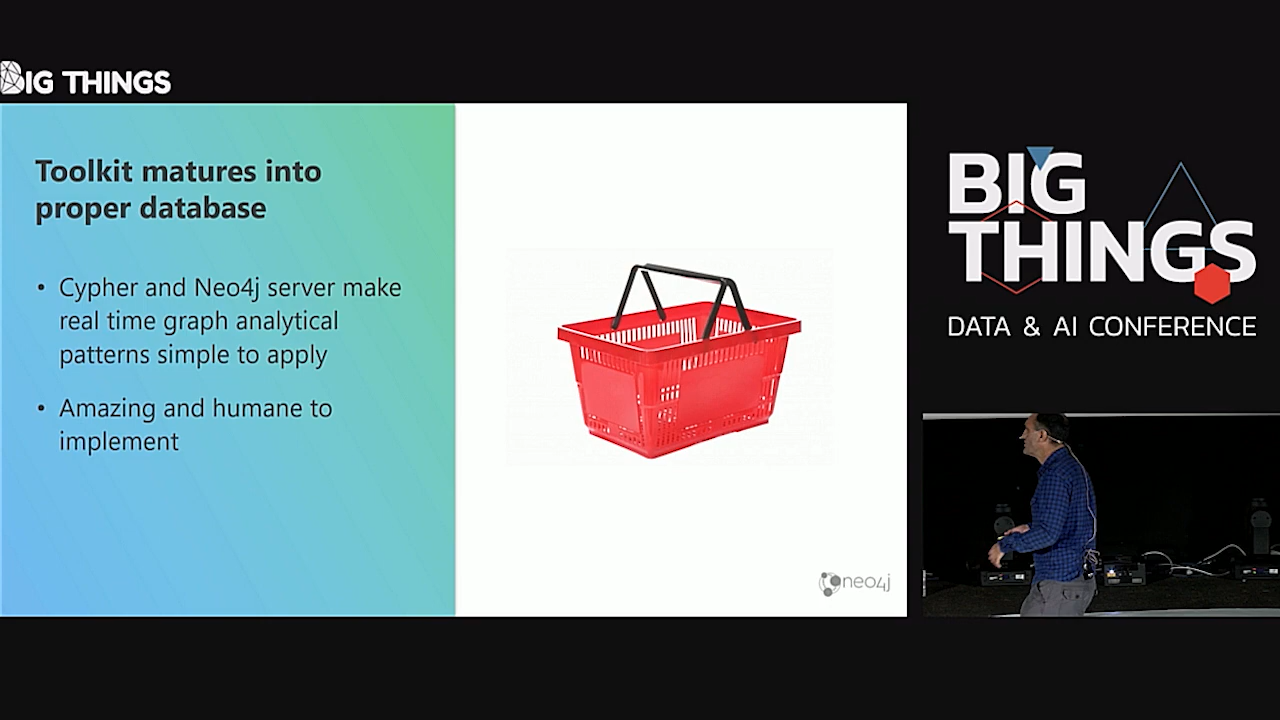 BIG THINGS
Toolkit matures into
proper database
• Cypher and Neo4j server make
real time graph analytical
patterns simple to apply
• Amazing and humane to
implement
neo4j
BIG
THINGS
DATA & AI CONFERENCE